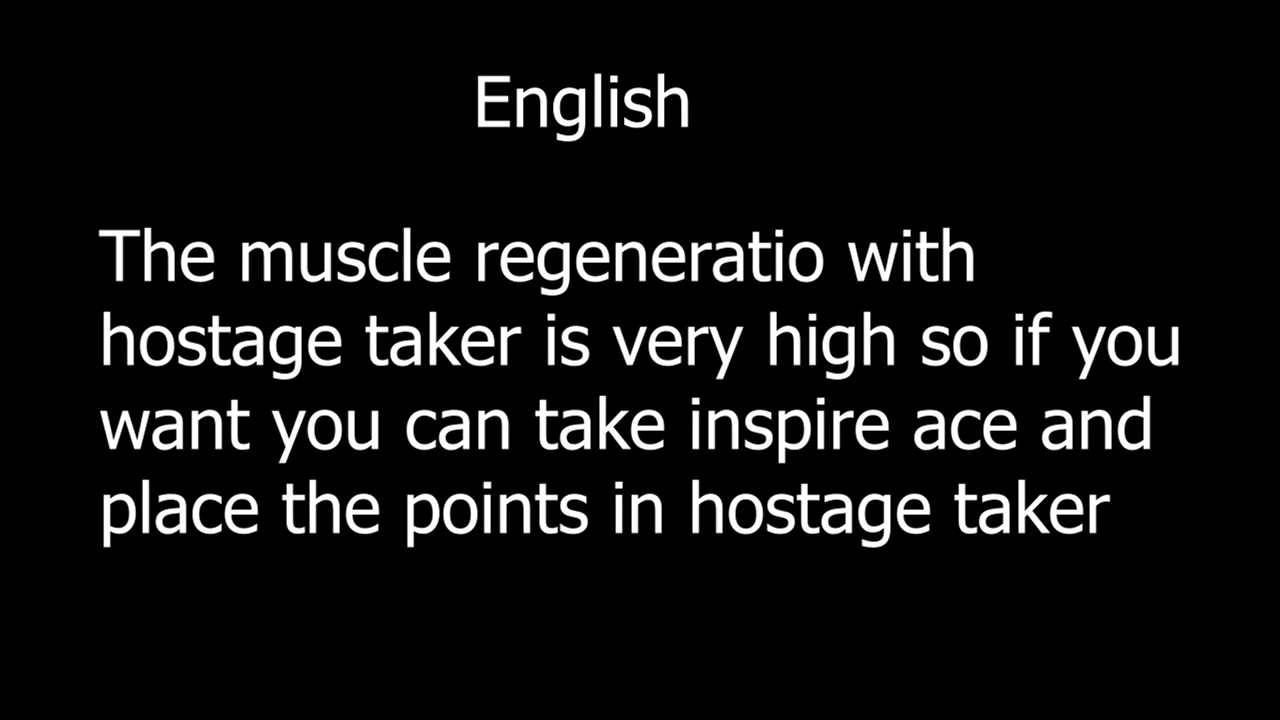 English
The muscle regeneratio with
hostage taker is very high so if you
want you can take inspire ace and
place the points in hostage taker